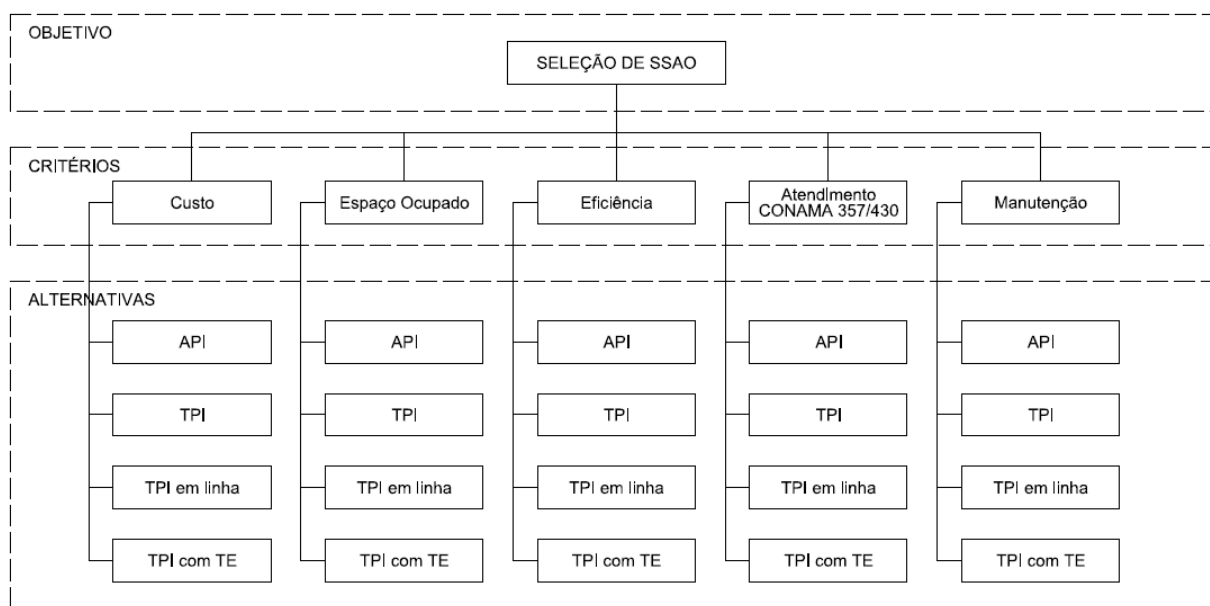 OBJETIVO
SELEÇÃO DE SSAO
CRITÉRIOS
Custo
Espaço Ocupado
Eficiência
Atendimento
CONAMA 357/430
Manutenção
ALTERNATIVAS
API
API
API
API
API
TPI
TPI
TPI
TPI
TPI
TPI em linha
TPI em linha
TPI em linha
TPI em linha
TPI em linha
TPI com TE
TPI com TE
TPI com TE
TPI com TE
TPI com TE